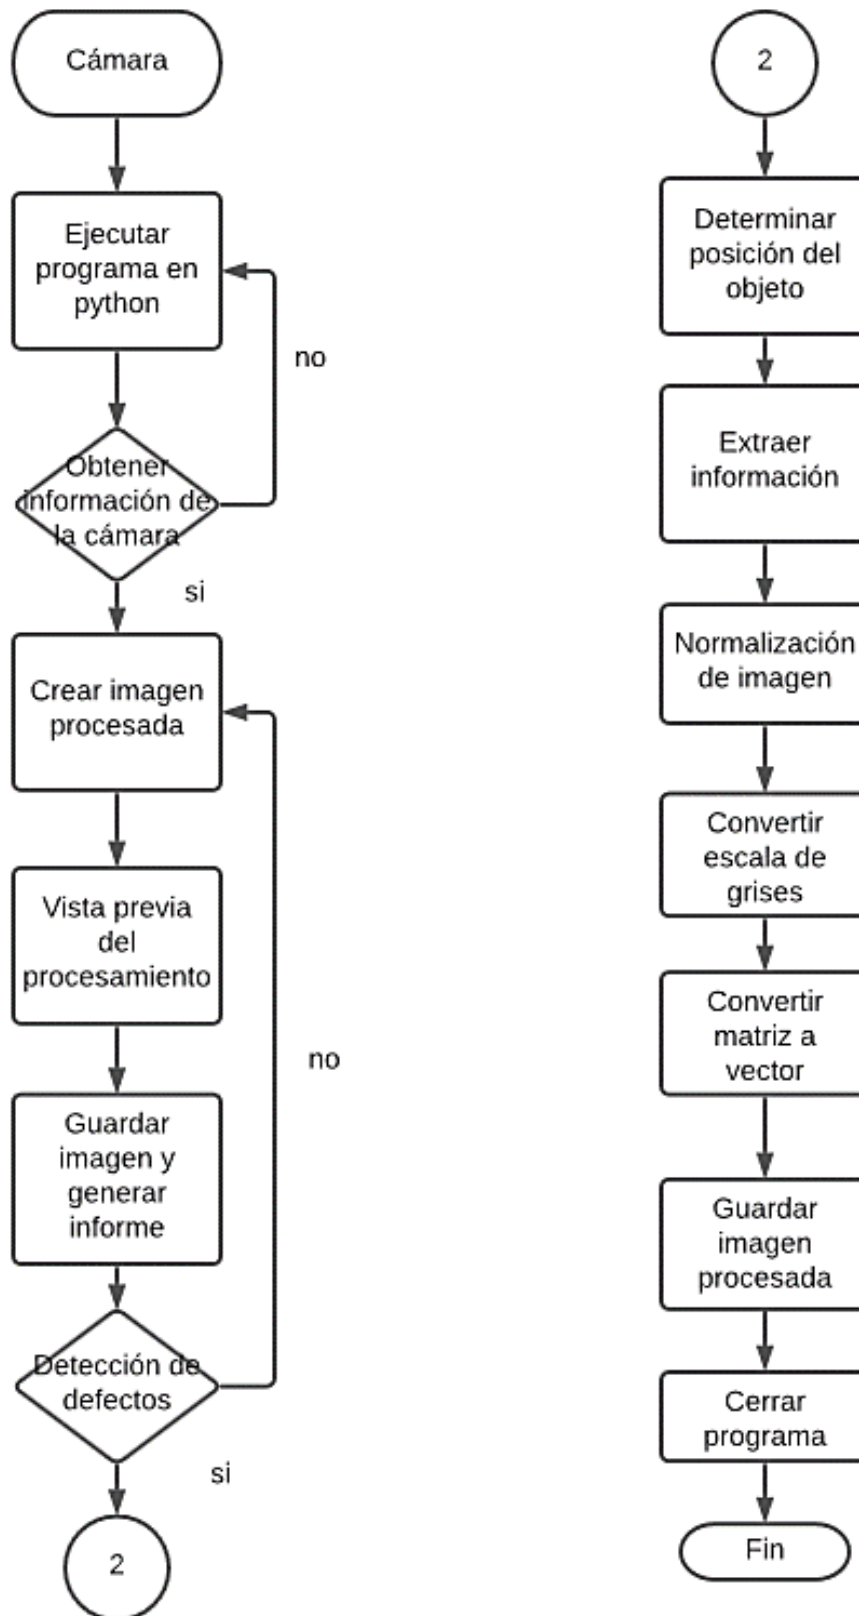 Cámara
Ejecutar
programa en
python
no
Obtener
información de
la cámara
si
Crear imagen
procesada
Vista previa
del
procesamiento
no
Guardar
imagen y
generar
informe
Detección de
defectos
si
2
2
Determinar
posición del
objeto
Extraer
información
Normalización
de imagen
Convertir
escala de
grises
Convertir
matriz a
vector
Guardar
imagen
procesada
Cerrar
programa
Fin